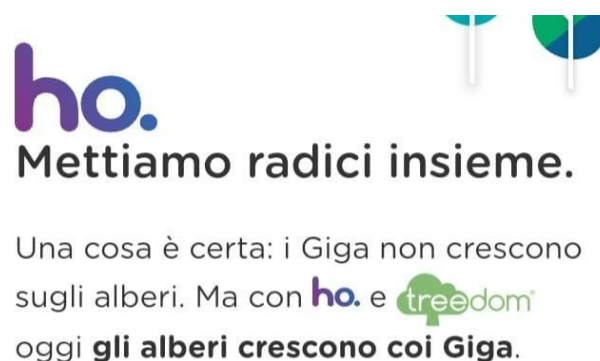 ho.
Mettiamo radici insieme.
Una cosa è certa: i Giga non crescono
sugli alberi. Ma con ho. e treedom
oggi gli alberi crescono coi Giga.